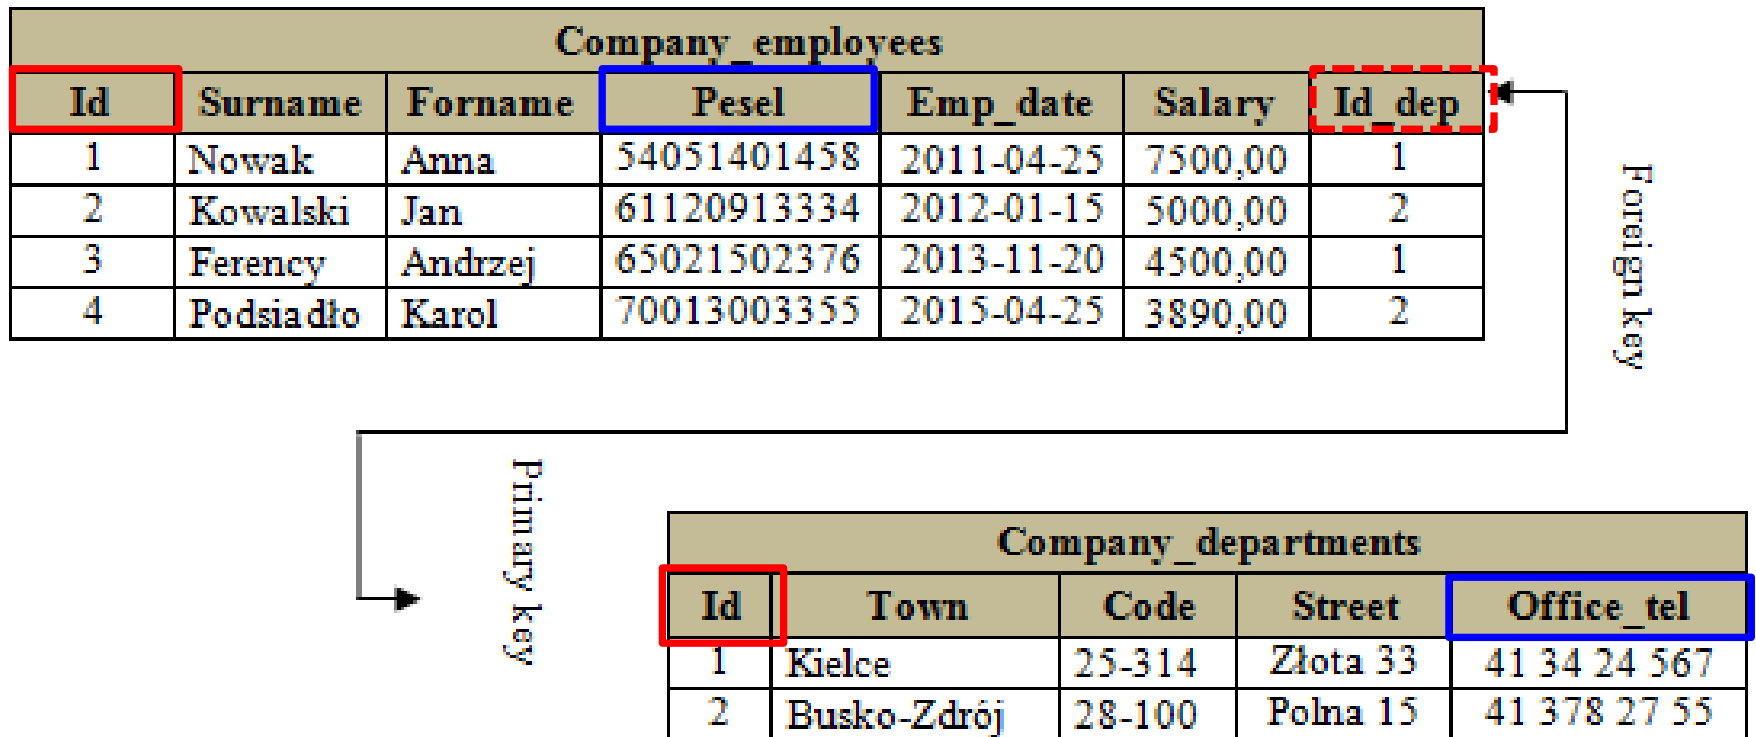 Company_employees
Id Surname Forname Pesel Emp_date Salary Id_dep
1 Nowak Anna 54051401458 2011-04-25 7500,00 1
2 Kowalski Jan 61120913334 2012-01-15 5000,00 2
3 Ferency Andrzej 65021502376 2013-11-20 4500,00 1
4 Podsiadło Karol 70013003355 2015-04-25 3890,00 2
Foreign key
Primary key
Company_departments
Id Town Code Street Office_tel
1 Kielce 25-314 Złota 33 41 34 24 567
2 Busko-Zdrój 28-100 Polna 15 41 378 27 55